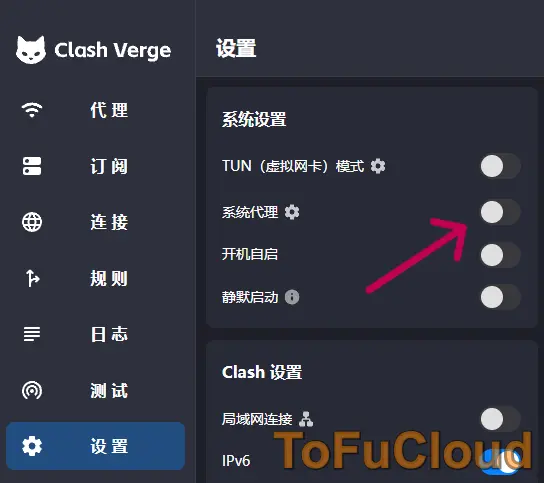 Clash Verge
代理
订阅
连接
规则
日志
测试
设置
设置
系统设置
TUN（虚拟网卡）模式
系统代理
开机自启
静默启动
Clash 设置
局域网连接
IPv6
ToFuCloud